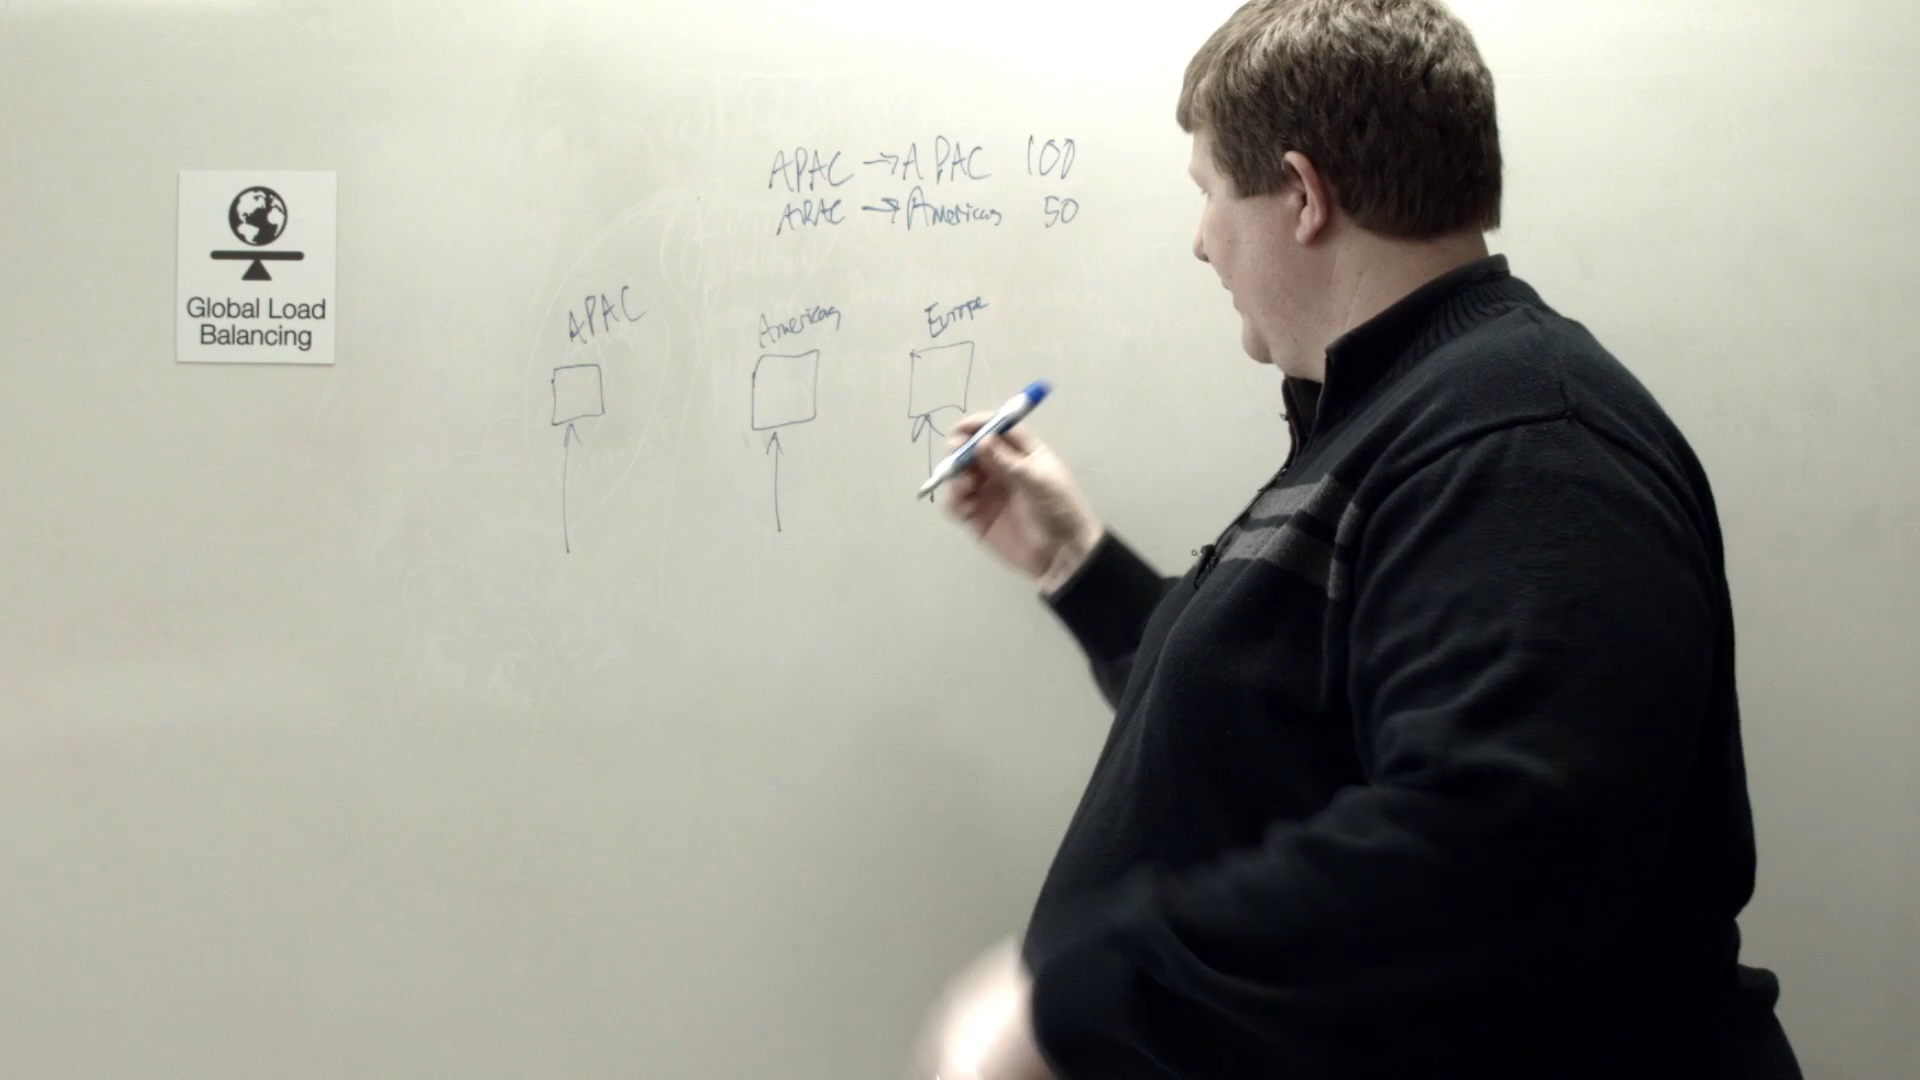 APAC → APAC 100
APAC → Americas 50
Global Load
Balancing
APAC
Americas
Europe